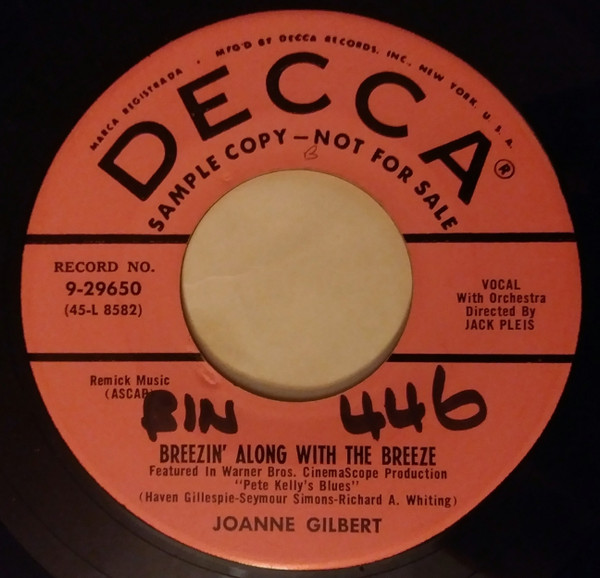 MARCA REGISTRADA • MFG'D BY DECCA RECORDS, INC., NEW YORK, U.S.A.
DECCA®
SAMPLE COPY—NOT FOR SALE
B
RECORD NO.
9-29650
(45-L 8582)
VOCAL
With Orchestra
Directed By
JACK PLEIS
Remick Music
(ASCAP)
BIN 446
BREEZIN' ALONG WITH THE BREEZE
Featured In Warner Bros. CinemaScope Production
"Pete Kelly's Blues"
(Haven Gillespie-Seymour Simons-Richard A. Whiting)
JOANNE GILBERT